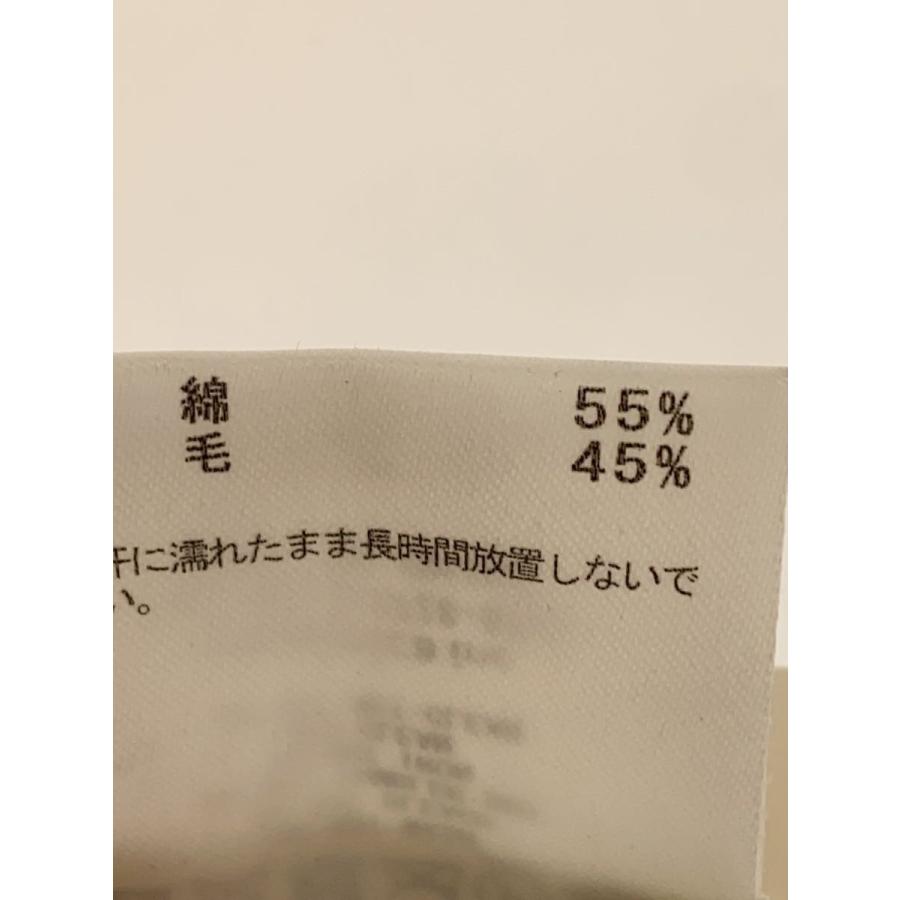 綿 55%
毛 45%
汗に濡れたまま長時間放置しないで
い。